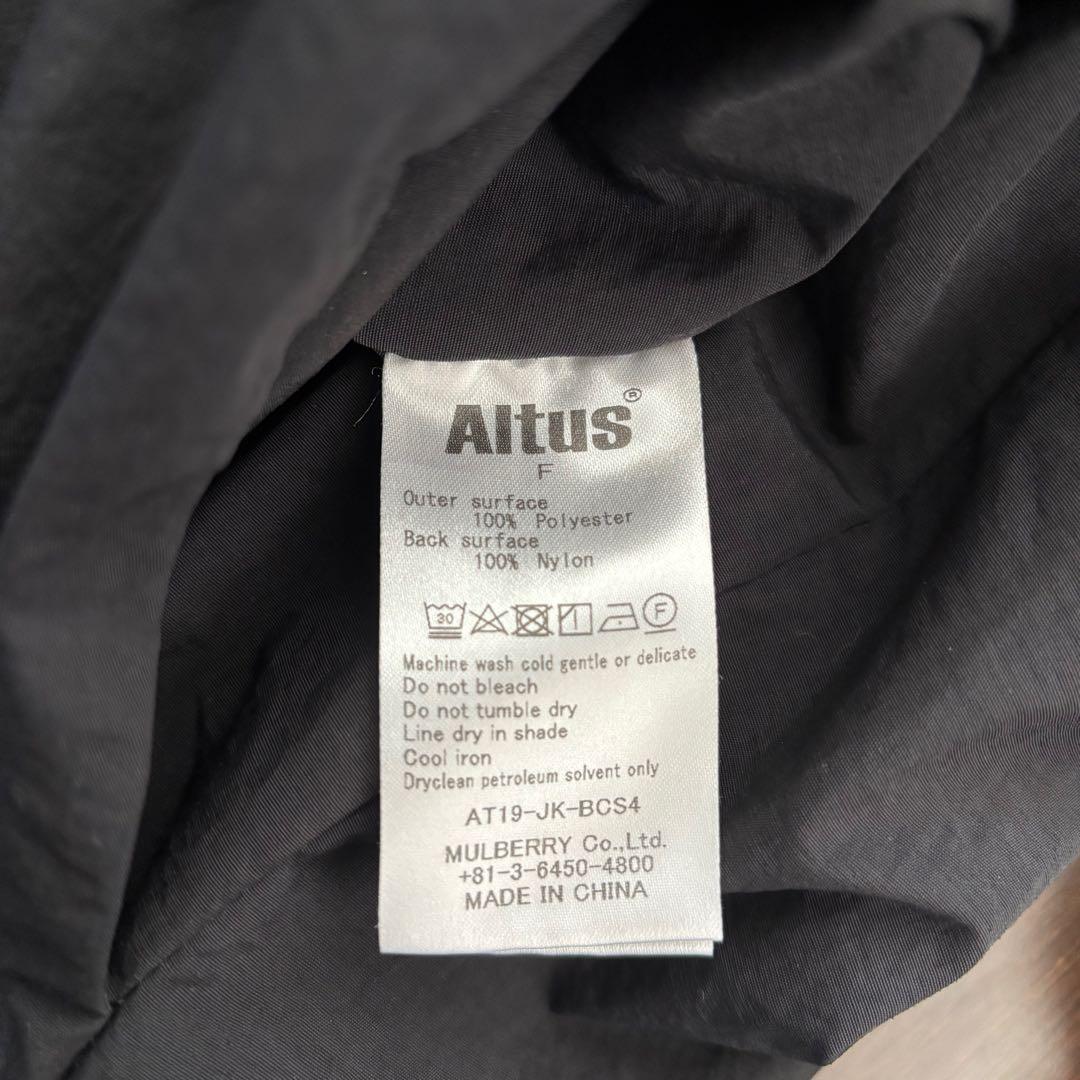 Altus®
F
Outer surface
100% Polyester
Back surface
100% Nylon
30 F
Machine wash cold gentle or delicate
Do not bleach
Do not tumble dry
Line dry in shade
Cool iron
Dryclean petroleum solvent only
AT19-JK-BCS4
MULBERRY Co.,Ltd.
+81-3-6450-4800
MADE IN CHINA